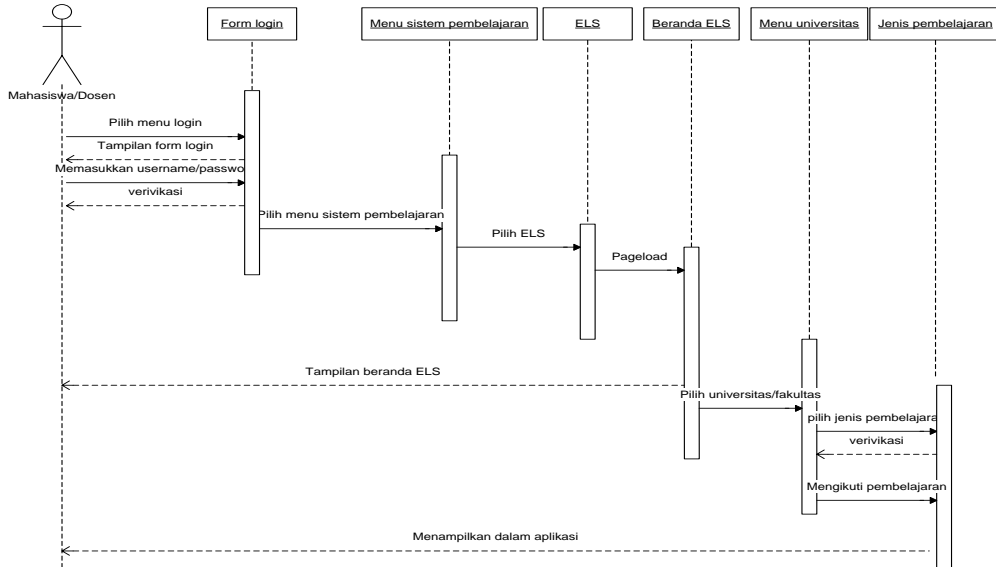 Form login
Menu sistem pembelajaran
ELS
Beranda ELS
Menu universitas
Jenis pembelajaran
Mahasiswa/Dosen
Pilih menu login
Tampilan form login
Memasukkan username/passwo
verivikasi
Pilih menu sistem pembelajaran
Pilih ELS
Pageload
Tampilan beranda ELS
Pilih universitas/fakultas
pilih jenis pembelajara
verivikasi
Mengikuti pembelajaran
Menampilkan dalam aplikasi